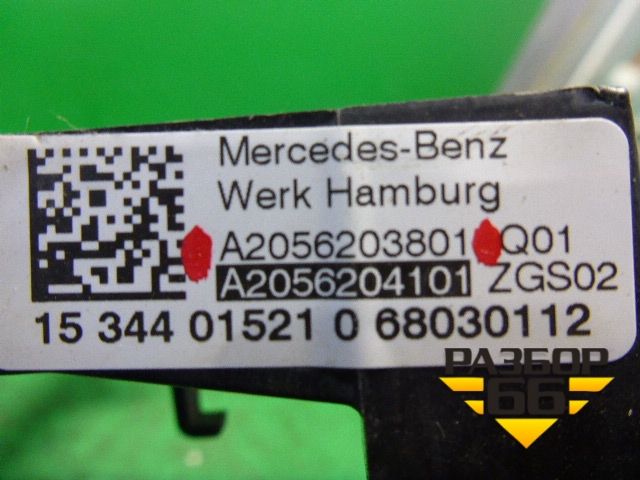 Mercedes-Benz
Werk Hamburg
A2056203801 Q01
A2056204101 ZGS02
15 344 01521 0 68030112
РАЗБОР
66